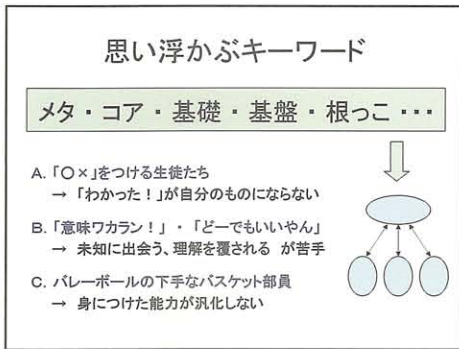 思い浮かぶキーワード
メタ・コア・基礎・基盤・根っこ・・・
A. 「○×」をつける生徒たち
→ 「わかった!」が自分のものにならない
B. 「意味ワカラン!」・「どーでもいいやん」
→ 未知に出会う、理解を覆される が苦手
C. バレーボールの下手なバスケット部員
→ 身につけた能力が汎化しない